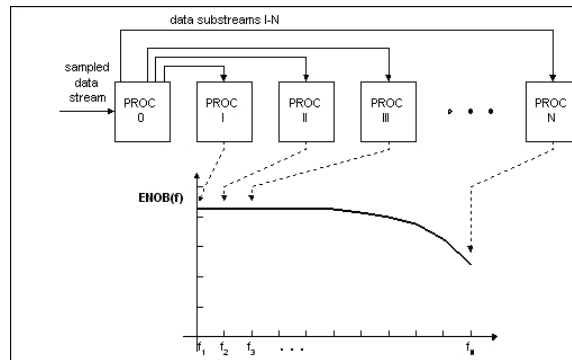 data substreams I-N
sampled
data
stream
PROC
0
PROC
I
PROC
II
PROC
III
PROC
N
ENOB(f)
f1
f2
f3
. . .
fN